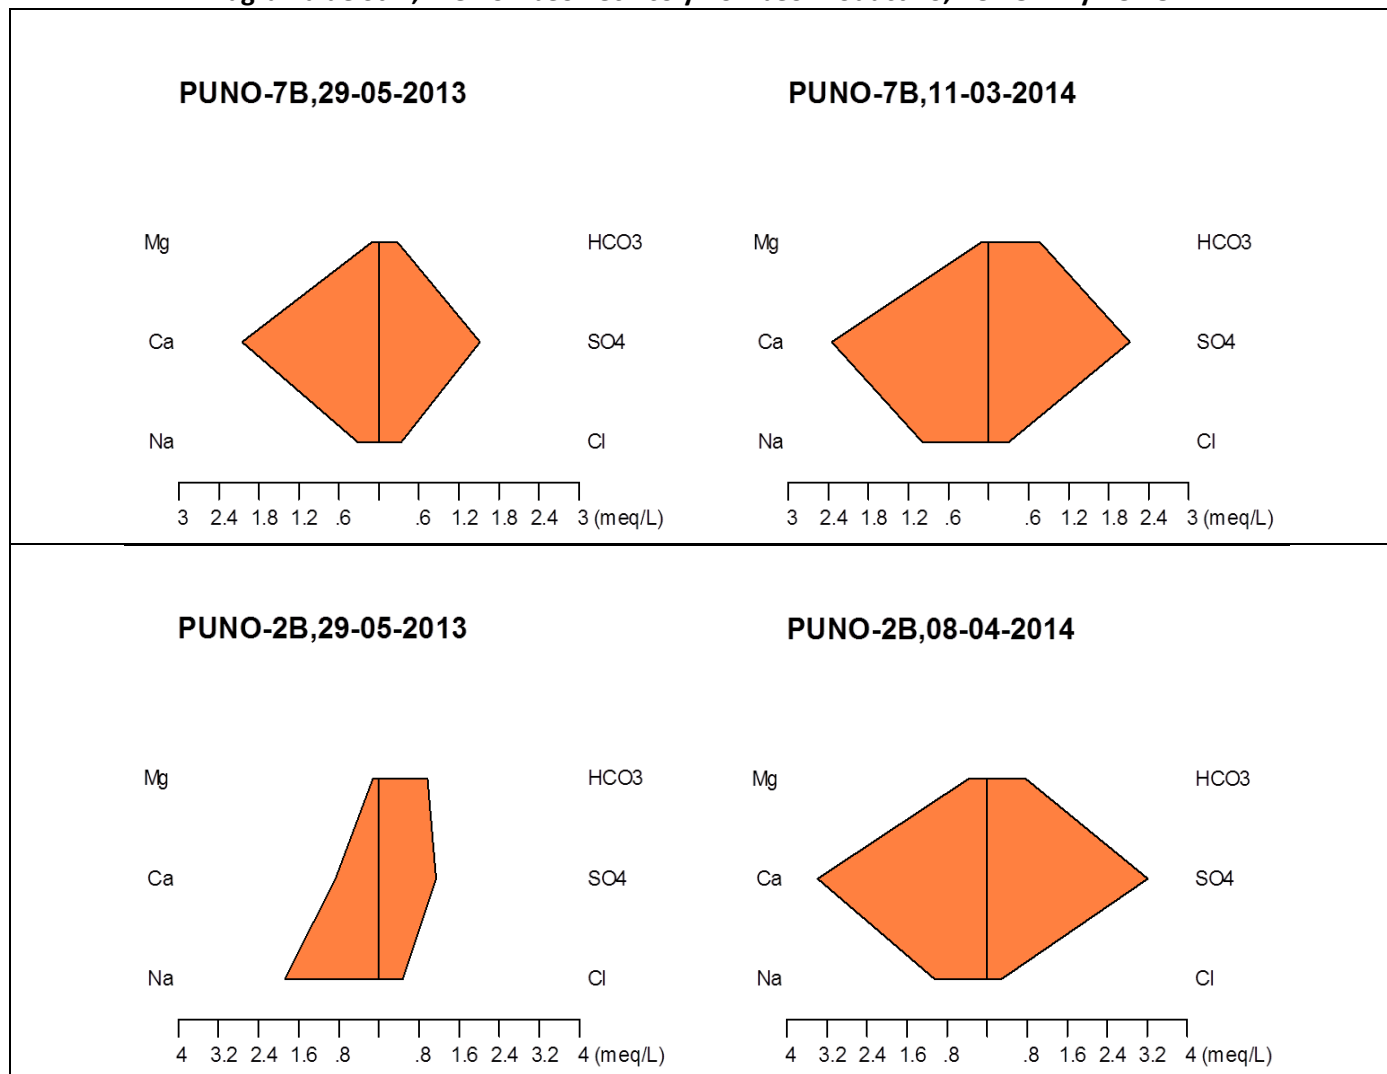 PUNO-7B,29-05-2013
Mg HCO3
Ca SO4
Na Cl
3 2.4 1.8 1.2 .6 .6 1.2 1.8 2.4 3 (meq/L)
PUNO-7B,11-03-2014
Mg HCO3
Ca SO4
Na Cl
3 2.4 1.8 1.2 .6 .6 1.2 1.8 2.4 3 (meq/L)
PUNO-2B,29-05-2013
Mg HCO3
Ca SO4
Na Cl
4 3.2 2.4 1.6 .8 .8 1.6 2.4 3.2 4 (meq/L)
PUNO-2B,08-04-2014
Mg HCO3
Ca SO4
Na Cl
4 3.2 2.4 1.6 .8 .8 1.6 2.4 3.2 4 (meq/L)